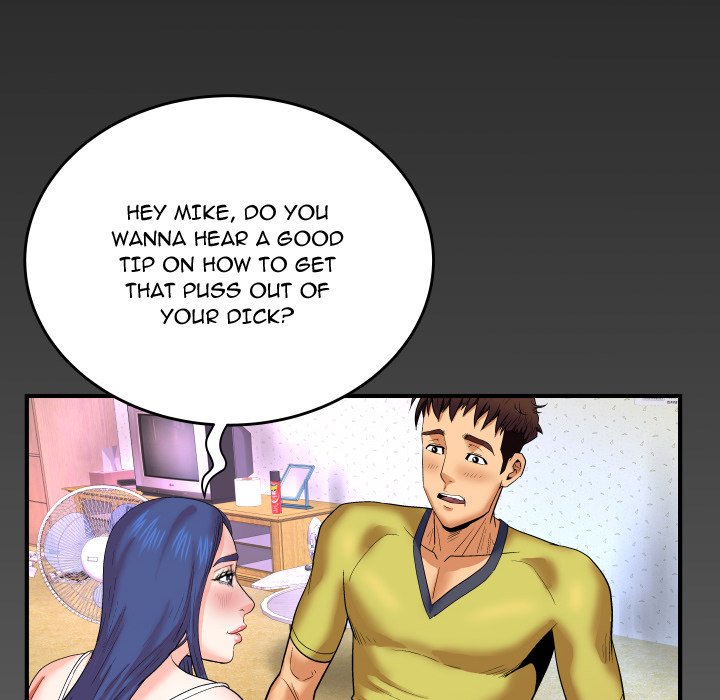 HEY MIKE, DO YOU
WANNA HEAR A GOOD
TIP ON HOW TO GET
THAT PUSS OUT OF
YOUR DICK?